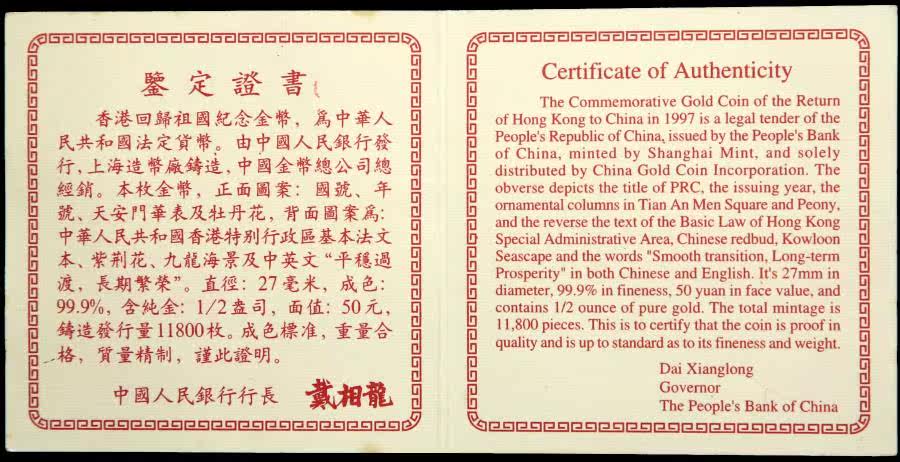 鑒定證書
香港回歸祖國紀念金幣，爲中華人
民共和國法定貨幣。由中國人民銀行發
行，上海造幣廠鑄造，中國金幣總公司總
經銷。本枚金幣，正面圖案：國號、年
號、天安門華表及牡丹花，背面圖案爲：
中華人民共和國香港特别行政區基本法文
本、紫荆花、九龍海景及中英文“平穩過
渡，長期繁榮”。直徑：27毫米，成色：
99.9%，含純金：1/2盎司，面值：50元，
鑄造發行量11800枚。成色標准，重量合
格，質量精制，謹此證明。
中國人民銀行行長 戴相龍
Certificate of Authenticity
The Commemorative Gold Coin of the Return
of Hong Kong to China in 1997 is a legal tender of the
People's Republic of China, issued by the People's Bank
of China, minted by Shanghai Mint, and solely
distributed by China Gold Coin Incorporation. The
obverse depicts the title of PRC, the issuing year, the
ornamental columns in Tian An Men Square and Peony,
and the reverse the text of the Basic Law of Hong Kong
Special Administrative Area, Chinese redbud, Kowloon
Seascape and the words "Smooth transition, Long-term
Prosperity" in both Chinese and English. It's 27mm in
diameter, 99.9% in fineness, 50 yuan in face value, and
contains 1/2 ounce of pure gold. The total mintage is
11,800 pieces. This is to certify that the coin is proof in
quality and is up to standard as to its fineness and weight.
Dai Xianglong
Governor
The People's Bank of China